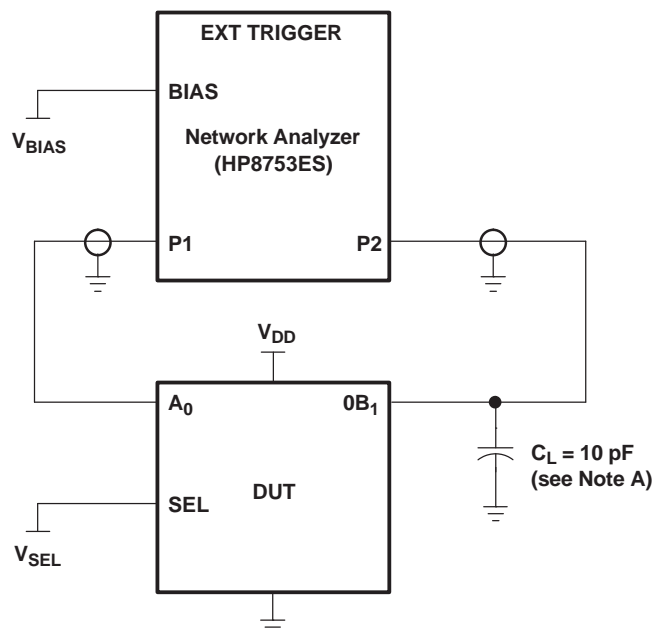 EXT TRIGGER
BIAS
VBIAS
Network Analyzer
(HP8753ES)
P1
P2
VDD
A0
0B1
CL = 10 pF
(see Note A)
DUT
SEL
VSEL